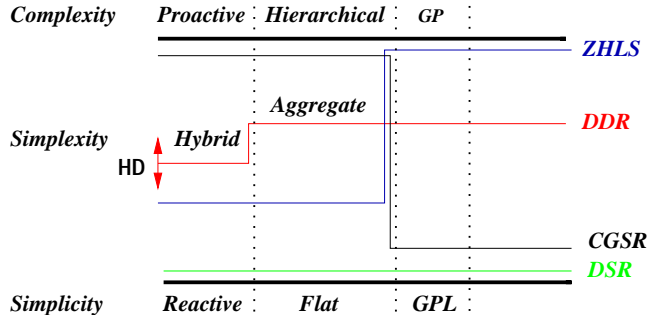 Complexity Proactive Hierarchical GP
ZHLS
Aggregate
DDR
Simplexity Hybrid
HD
CGSR
DSR
Simplicity Reactive Flat GPL